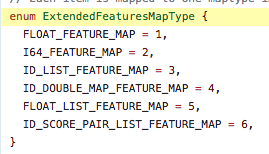 enum ExtendedFeaturesMapType {
FLOAT_FEATURE_MAP = 1,
I64_FEATURE_MAP = 2,
ID_LIST_FEATURE_MAP = 3,
ID_DOUBLE_MAP_FEATURE_MAP = 4,
FLOAT_LIST_FEATURE_MAP = 5,
ID_SCORE_PAIR_LIST_FEATURE_MAP = 6,
}